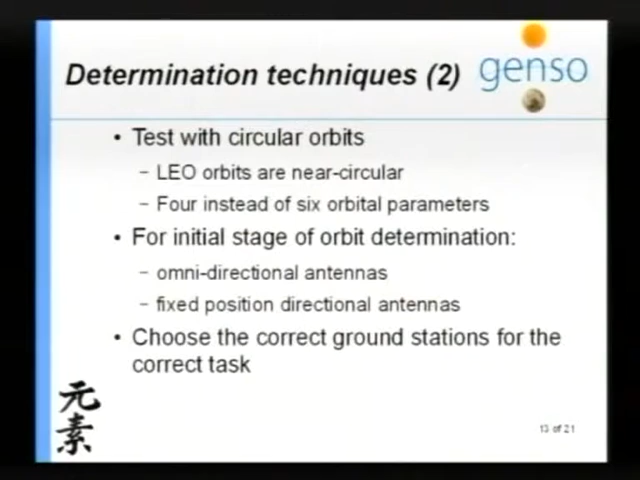 Determination techniques (2)
genso
• Test with circular orbits
– LEO orbits are near-circular
– Four instead of six orbital parameters
• For initial stage of orbit determination:
– omni-directional antennas
– fixed position directional antennas
• Choose the correct ground stations for the
correct task
元
素
13 of 21